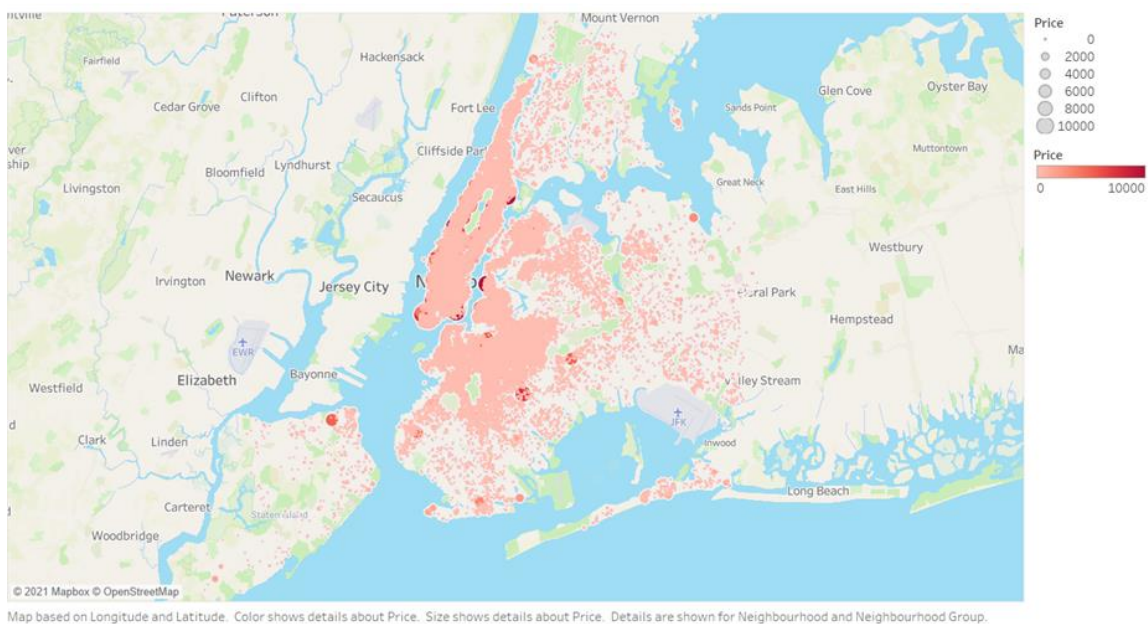 Paterson
Mount Vernon
Fairfield
Hackensack
Cedar Grove
Clifton
Fort Lee
Sands Point
Glen Cove
Oyster Bay
Lyndhurst
Cliffside Par
Muttontown
Bloomfield
Livingston
Secaucus
Great Neck
East Hills
Westbury
Newark
Irvington
Jersey City
N
o
oral Park
Hempstead
EWR
Elizabeth
Bayonne
Westfield
lley Stream
JFK
Clark
Linden
Inwood
Long Beach
Carteret
Staten Island
Woodbridge
© 2021 Mapbox © OpenStreetMap
Price
0
2000
4000
6000
8000
10000
Price
0
10000
Map based on Longitude and Latitude. Color shows details about Price. Size shows details about Price. Details are shown for Neighbourhood and Neighbourhood Group.